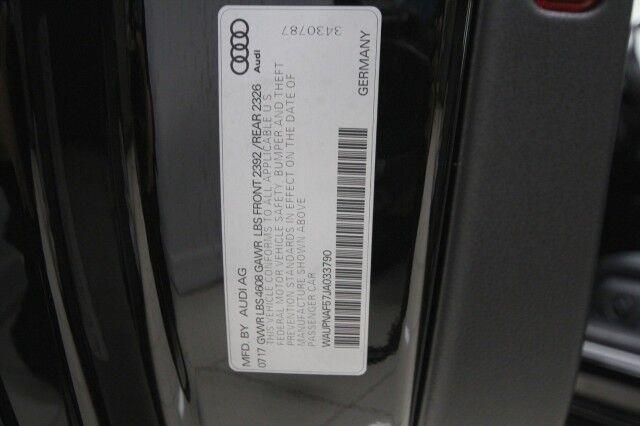 MFD. BY AUDI AG
0717 GVWR LBS 4608 GAWR LBS FRONT 2392 / REAR 2326
THIS VEHICLE CONFORMS TO ALL APPLICABLE U.S.
FEDERAL MOTOR VEHICLE SAFETY, BUMPER AND THEFT
PREVENTION STANDARDS IN EFFECT ON THE DATE OF
MANUFACTURE SHOWN ABOVE
PASSENGER CAR
WAUPNAF57JA033790
Audi
3430787
GERMANY